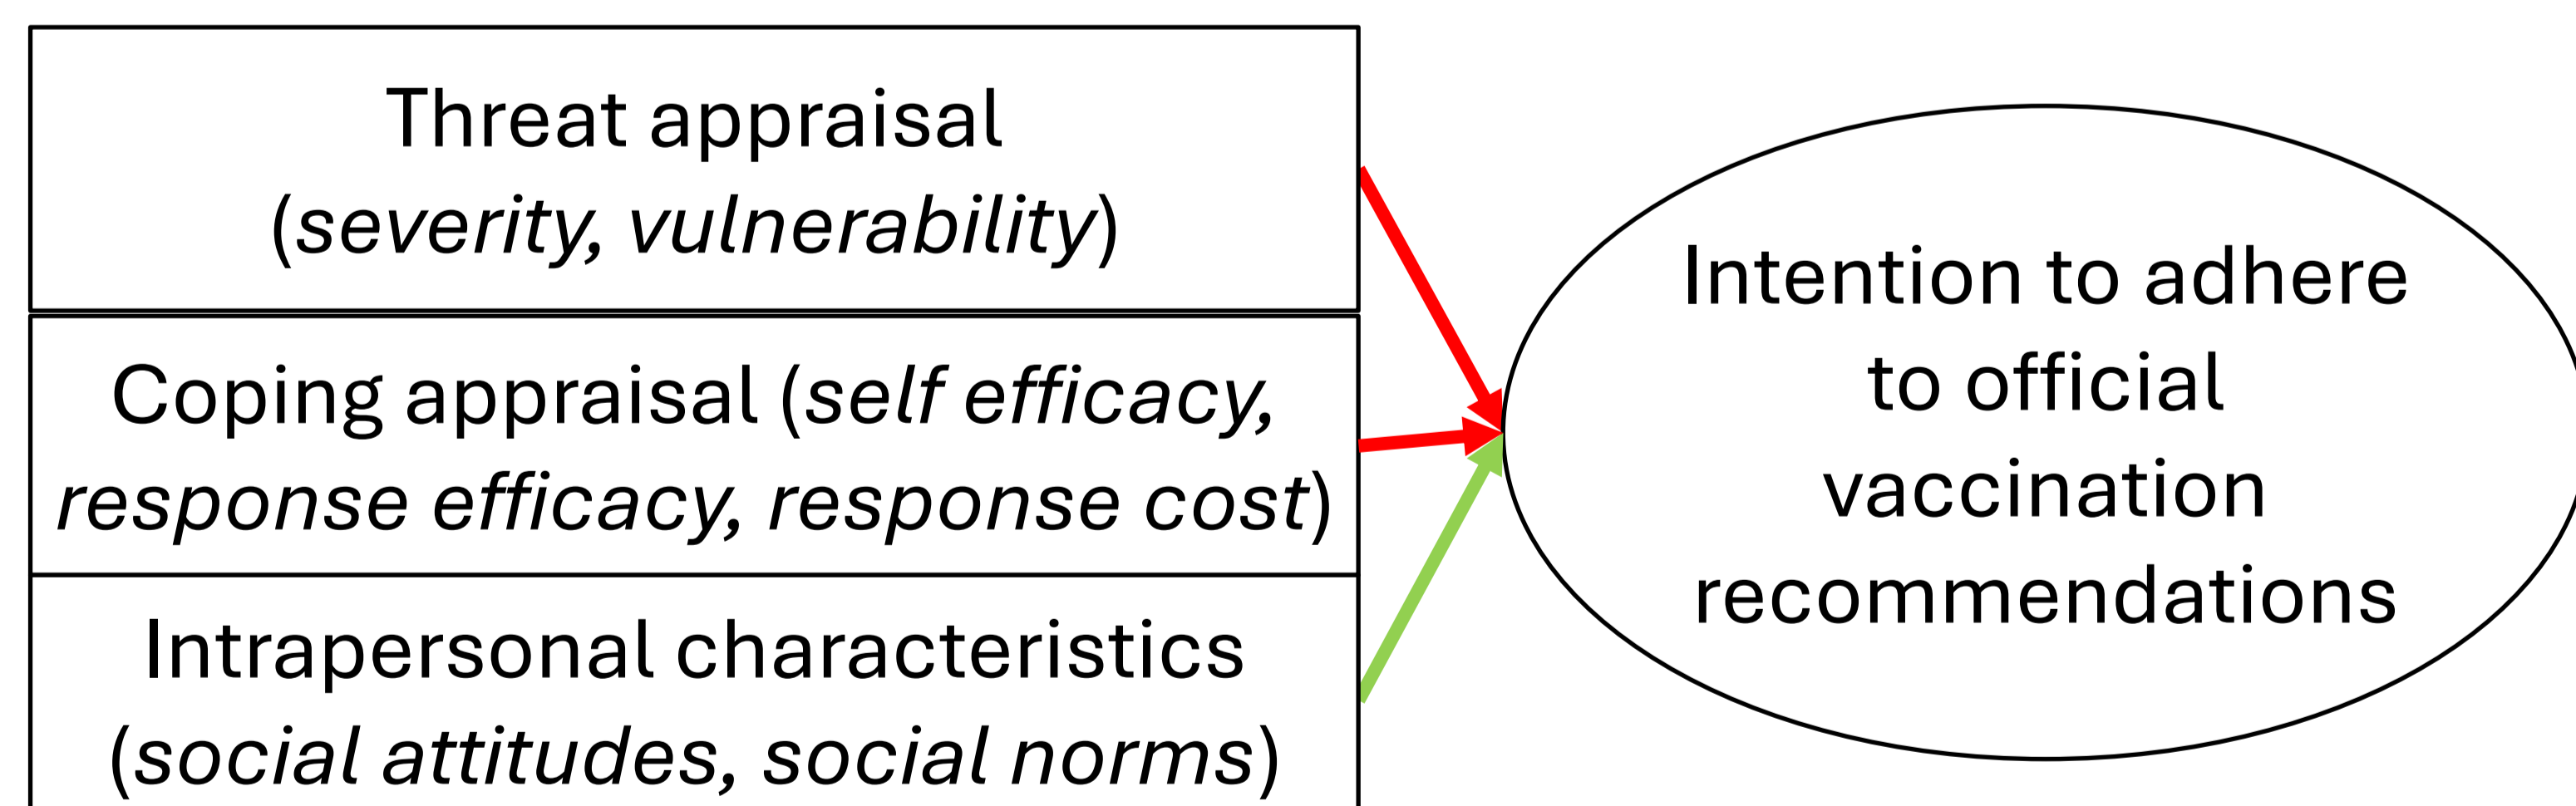 Threat appraisal
(severity, vulnerability)
Coping appraisal (self efficacy,
response efficacy, response cost)
Intrapersonal characteristics
(social attitudes, social norms)
Intention to adhere
to official
vaccination
recommendations